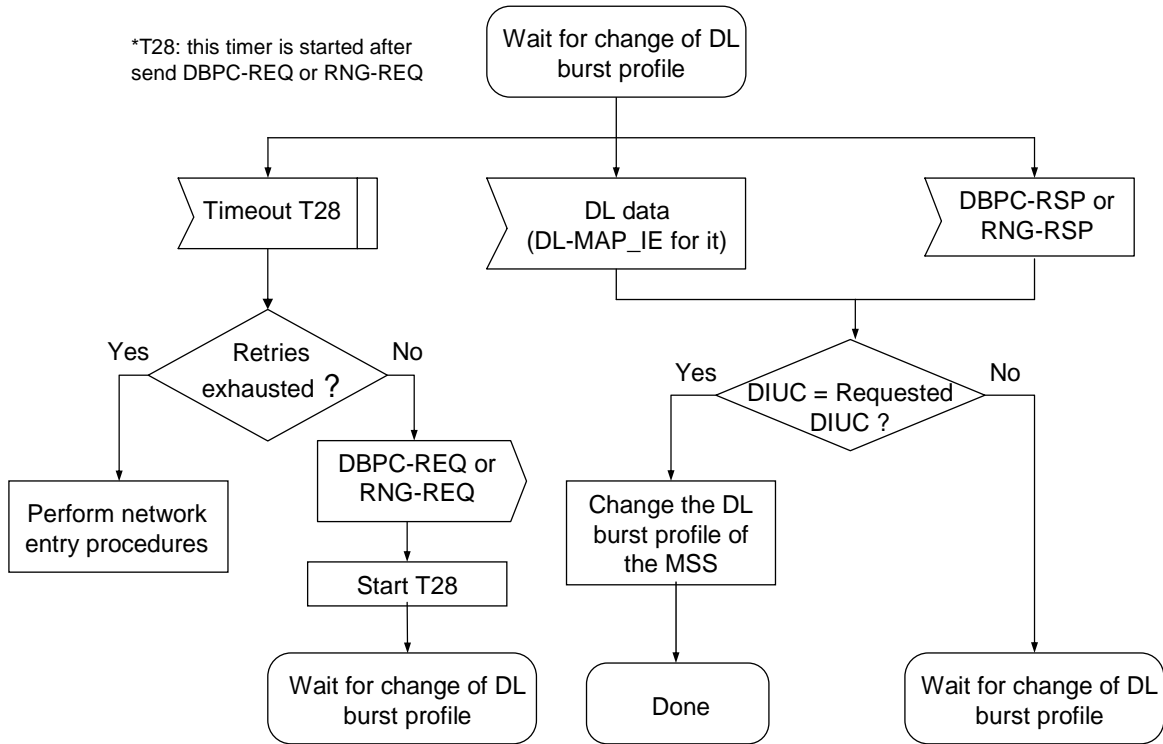 *T28: this timer is started after
send DBPC-REQ or RNG-REQ
Wait for change of DL
burst profile
Timeout T28
DL data
(DL-MAP_IE for it)
DBPC-RSP or
RNG-RSP
Yes
Retries
exhausted ?
No
Yes
DIUC = Requested
DIUC ?
No
DBPC-REQ or
RNG-REQ
Perform network
entry procedures
Change the DL
burst profile of
the MSS
Start T28
Wait for change of DL
burst profile
Done
Wait for change of DL
burst profile